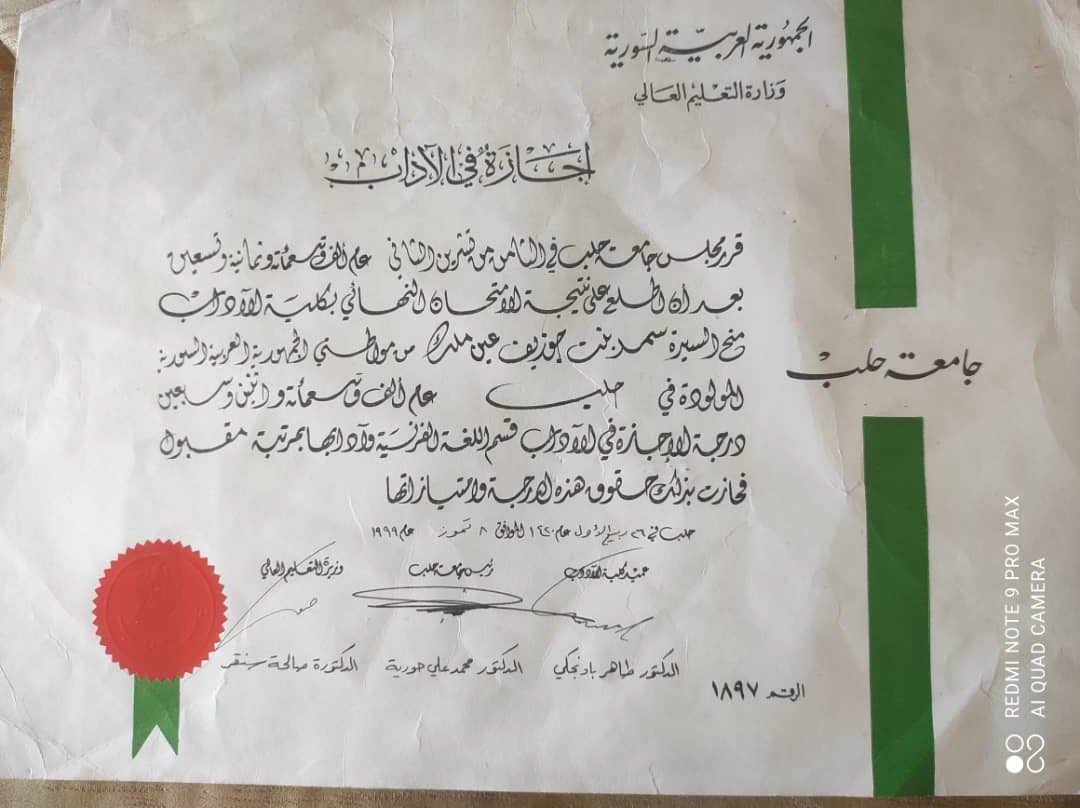 الجمهورية العربية السورية
وزارة التعليم العالي
إجازة في الآداب
قرر مجلس جامعة حلب في الثامن من تشرين الثاني عام ألف وتسعمائة وثمانية وتسعين
بعد أن اطلع على نتيجة الامتحان النهائي بكلية الآداب
منح السيدة بنت جوزيف عين ملك من مواطني الجمهورية العربية السورية
المولودة في حلب عام ألف وتسعمائة واثنين وسبعين
درجة الإجازة في الآداب قسم اللغة الفرنسية وآدابها بمرتبة مقبول
فحازت بذلك حقوق هذه الدرجة وامتيازاتها
حلب في ٢٦ ربيع الأول عام ١٤٢٠ الموافق ٨ تموز عام ١٩٩٩
عميد كلية الآداب
رئيس جامعة حلب
وزيرة التعليم العالي
الدكتور طاهر بادنجكي
الدكتور محمد علي حورية
الدكتورة صالحة سنقر
الرقم ١٨٩٧
جامعة حلب
REDMI NOTE 9 PRO MAX
AI QUAD CAMERA